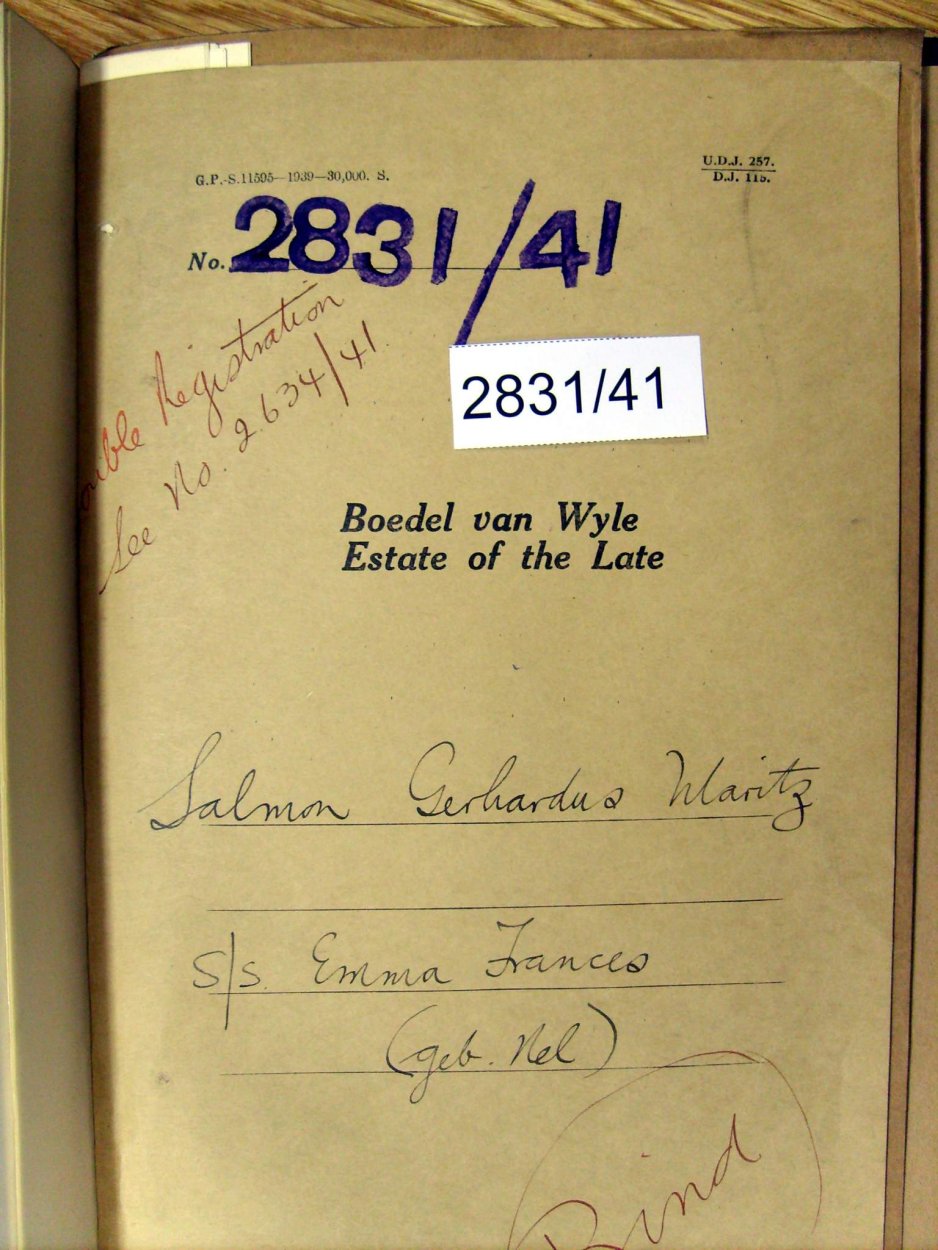 G.P.-S.11595—1939—30,000. S.
U.D.J. 257.
D.J. 115.
No. 2831/41
Registration
See No. 2634/41
2831/41
Boedel van Wyle
Estate of the Late
Salmon Gerhardus Maritz
S/S. Emma Frances
(geb. Nel)
Bind